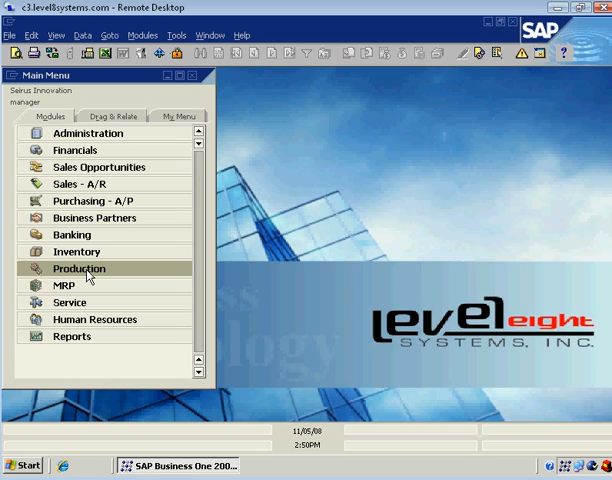 c3.level8systems.com - Remote Desktop
File Edit View Data Goto Modules Tools Window Help
SAP
Main Menu
Seirus Innovation
manager
Modules Drag & Relate My Menu
Administration
Financials
Sales Opportunities
Sales - A/R
Purchasing - A/P
Business Partners
Banking
Inventory
Production
MRP
Service
Human Resources
Reports
level eight
SYSTEMS, INC.
ology
11/05/08
2:50PM
Start
SAP Business One 200...